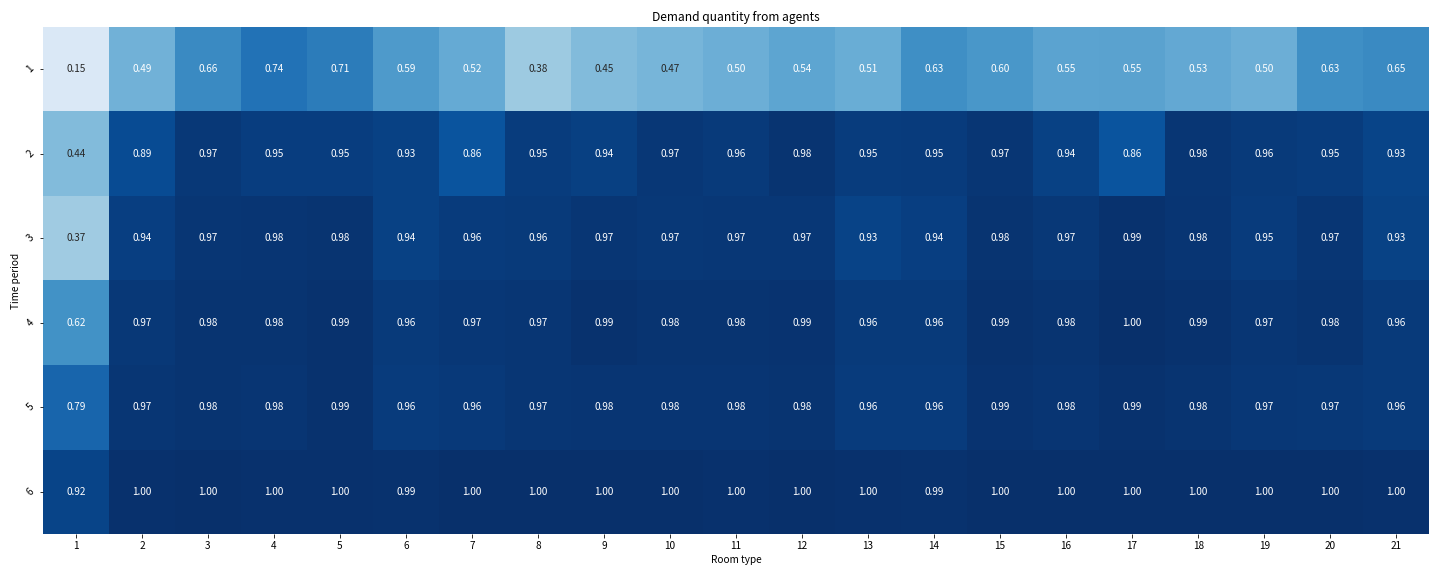 Demand quantity from agents
Time period
1 0.15 0.49 0.66 0.74 0.71 0.59 0.52 0.38 0.45 0.47 0.50 0.54 0.51 0.63 0.60 0.55 0.55 0.53 0.50 0.63 0.65
2 0.44 0.89 0.97 0.95 0.95 0.93 0.86 0.95 0.94 0.97 0.96 0.98 0.95 0.95 0.97 0.94 0.86 0.98 0.96 0.95 0.93
3 0.37 0.94 0.97 0.98 0.98 0.94 0.96 0.96 0.97 0.97 0.97 0.97 0.93 0.94 0.98 0.97 0.99 0.98 0.95 0.97 0.93
4 0.62 0.97 0.98 0.98 0.99 0.96 0.97 0.97 0.99 0.98 0.98 0.99 0.96 0.96 0.99 0.98 1.00 0.99 0.97 0.98 0.96
5 0.79 0.97 0.98 0.98 0.99 0.96 0.96 0.97 0.98 0.98 0.98 0.98 0.96 0.96 0.99 0.98 0.99 0.98 0.97 0.97 0.96
6 0.92 1.00 1.00 1.00 1.00 0.99 1.00 1.00 1.00 1.00 1.00 1.00 1.00 0.99 1.00 1.00 1.00 1.00 1.00 1.00 1.00
1 2 3 4 5 6 7 8 9 10 11 12 13 14 15 16 17 18 19 20 21
Room type